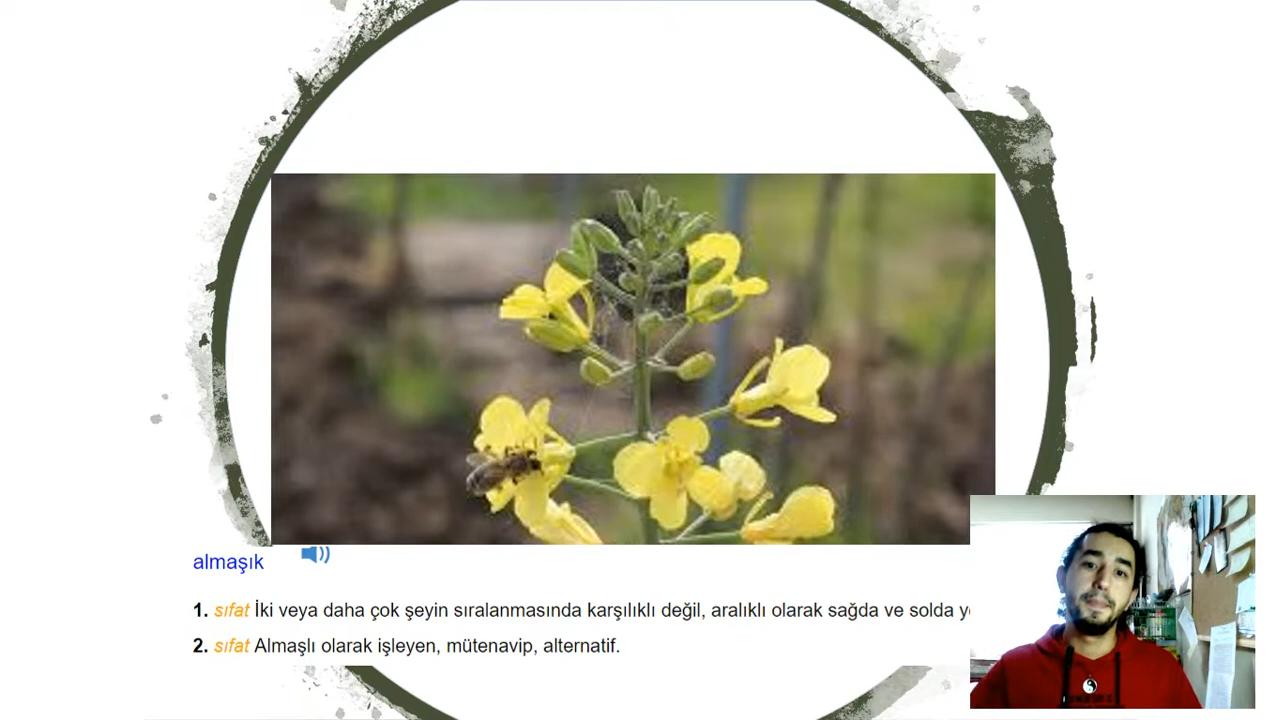 almaşık
1. sıfat İki veya daha çok şeyin sıralanmasında karşılıklı değil, aralıklı olarak sağda ve solda
2. sıfat Almaşlı olarak işleyen, mütenavip, alternatif.